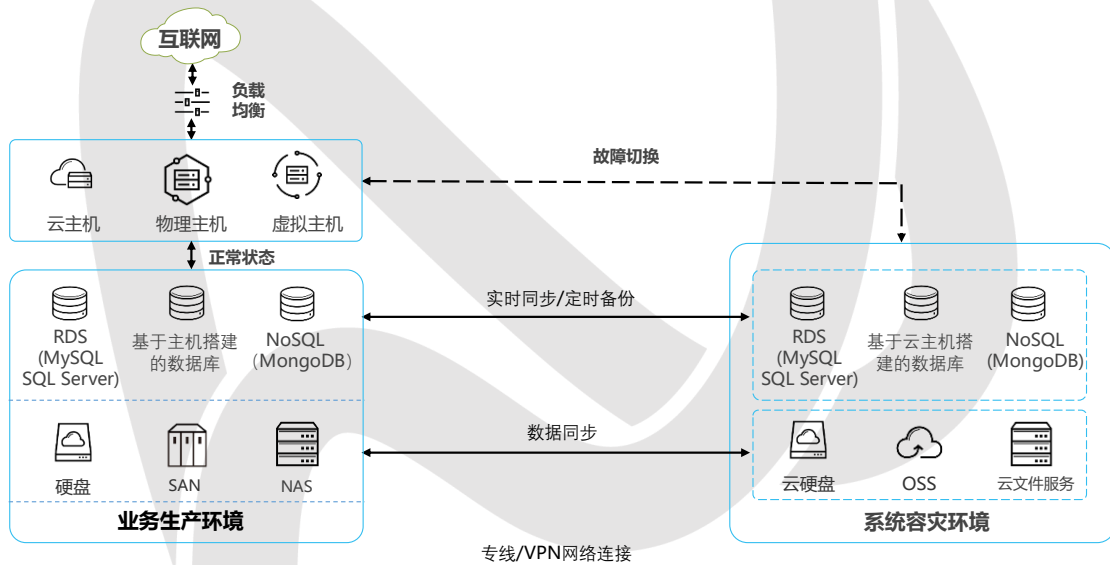 互联网
负载
均衡
故障切换
云主机
物理主机
虚拟主机
正常状态
实时同步/定时备份
RDS
(MySQL
SQL Server)
基于主机搭建
的数据库
NoSQL
（MongoDB）
RDS
(MySQL
SQL Server)
基于云主机搭
建的数据库
NoSQL
(MongoDB)
数据同步
硬盘
SAN
NAS
云硬盘
OSS
云文件服务
业务生产环境
系统容灾环境
专线/VPN网络连接